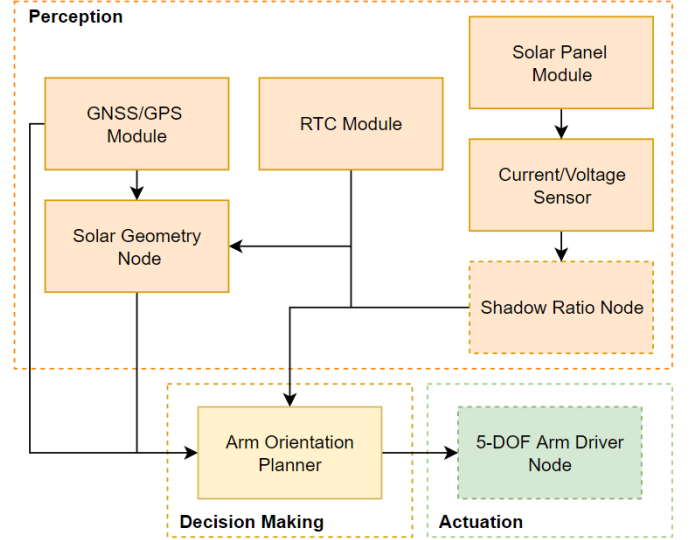 Perception
Solar Panel
Module
GNSS/GPS
Module
RTC Module
Current/Voltage
Sensor
Solar Geometry
Node
Shadow Ratio Node
Arm Orientation
Planner
5-DOF Arm Driver
Node
Decision Making
Actuation